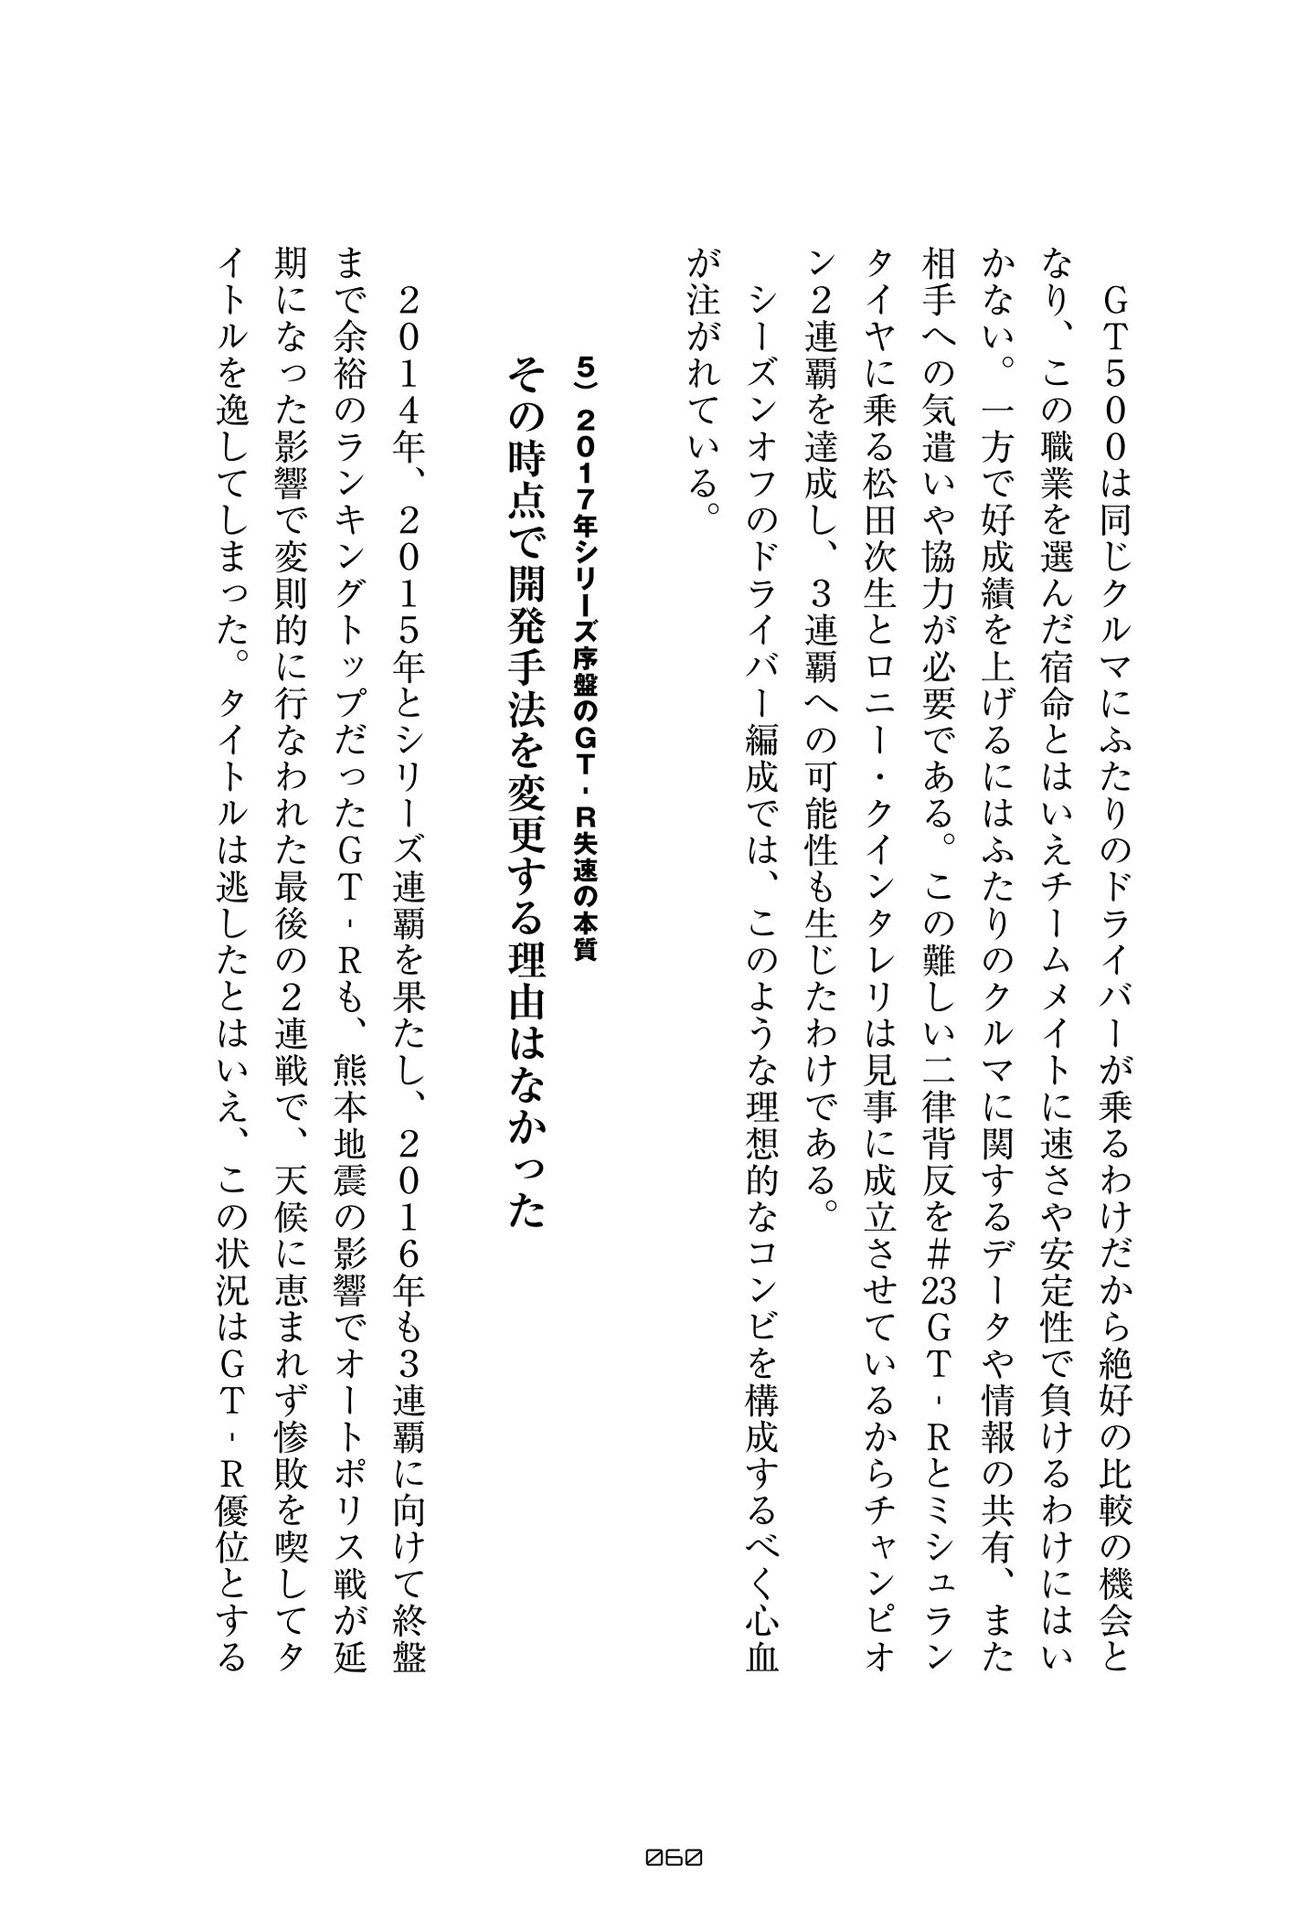 GT500は同じクルマにふたりのドライバーが乗るわけだから絶好の比較の機会と
なり、この職業を選んだ宿命とはいえチームメイトに速さや安定性で負けるわけにはい
かない。一方で好成績を上げるにはふたりのクルマに関するデータや情報の共有、また
相手への気遣いや協力が必要である。この難しい二律背反を＃23GT‐Rとミシュラン
タイヤに乗る松田次生とロニー・クインタレリは見事に成立させているからチャンピオ
ン2連覇を達成し、3連覇への可能性も生じたわけである。
　シーズンオフのドライバー編成では、このような理想的なコンビを構成するべく心血
が注がれている。
5）2017年シリーズ序盤のGT‐R失速の本質
その時点で開発手法を変更する理由はなかった
　2014年、2015年とシリーズ連覇を果たし、2016年も3連覇に向けて終盤
まで余裕のランキングトップだったGT‐Rも、熊本地震の影響でオートポリス戦が延
期になった影響で変則的に行なわれた最後の2連戦で、天候に恵まれず惨敗を喫してタ
イトルを逸してしまった。タイトルは逃したとはいえ、この状況はGT‐R優位とする
060